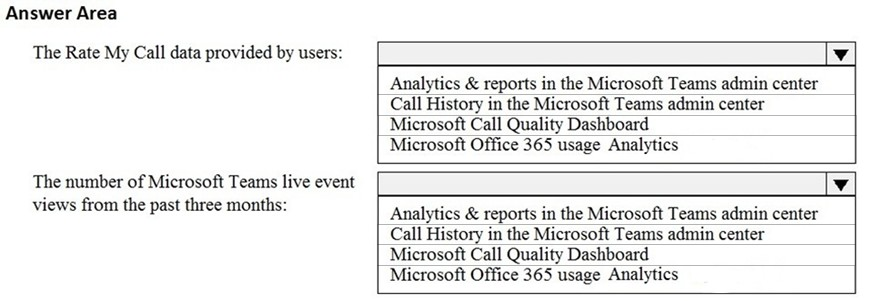 Answer Area
The Rate My Call data provided by users:
Analytics & reports in the Microsoft Teams admin center
Call History in the Microsoft Teams admin center
Microsoft Call Quality Dashboard
Microsoft Office 365 usage Analytics
The number of Microsoft Teams live event
views from the past three months:
Analytics & reports in the Microsoft Teams admin center
Call History in the Microsoft Teams admin center
Microsoft Call Quality Dashboard
Microsoft Office 365 usage Analytics